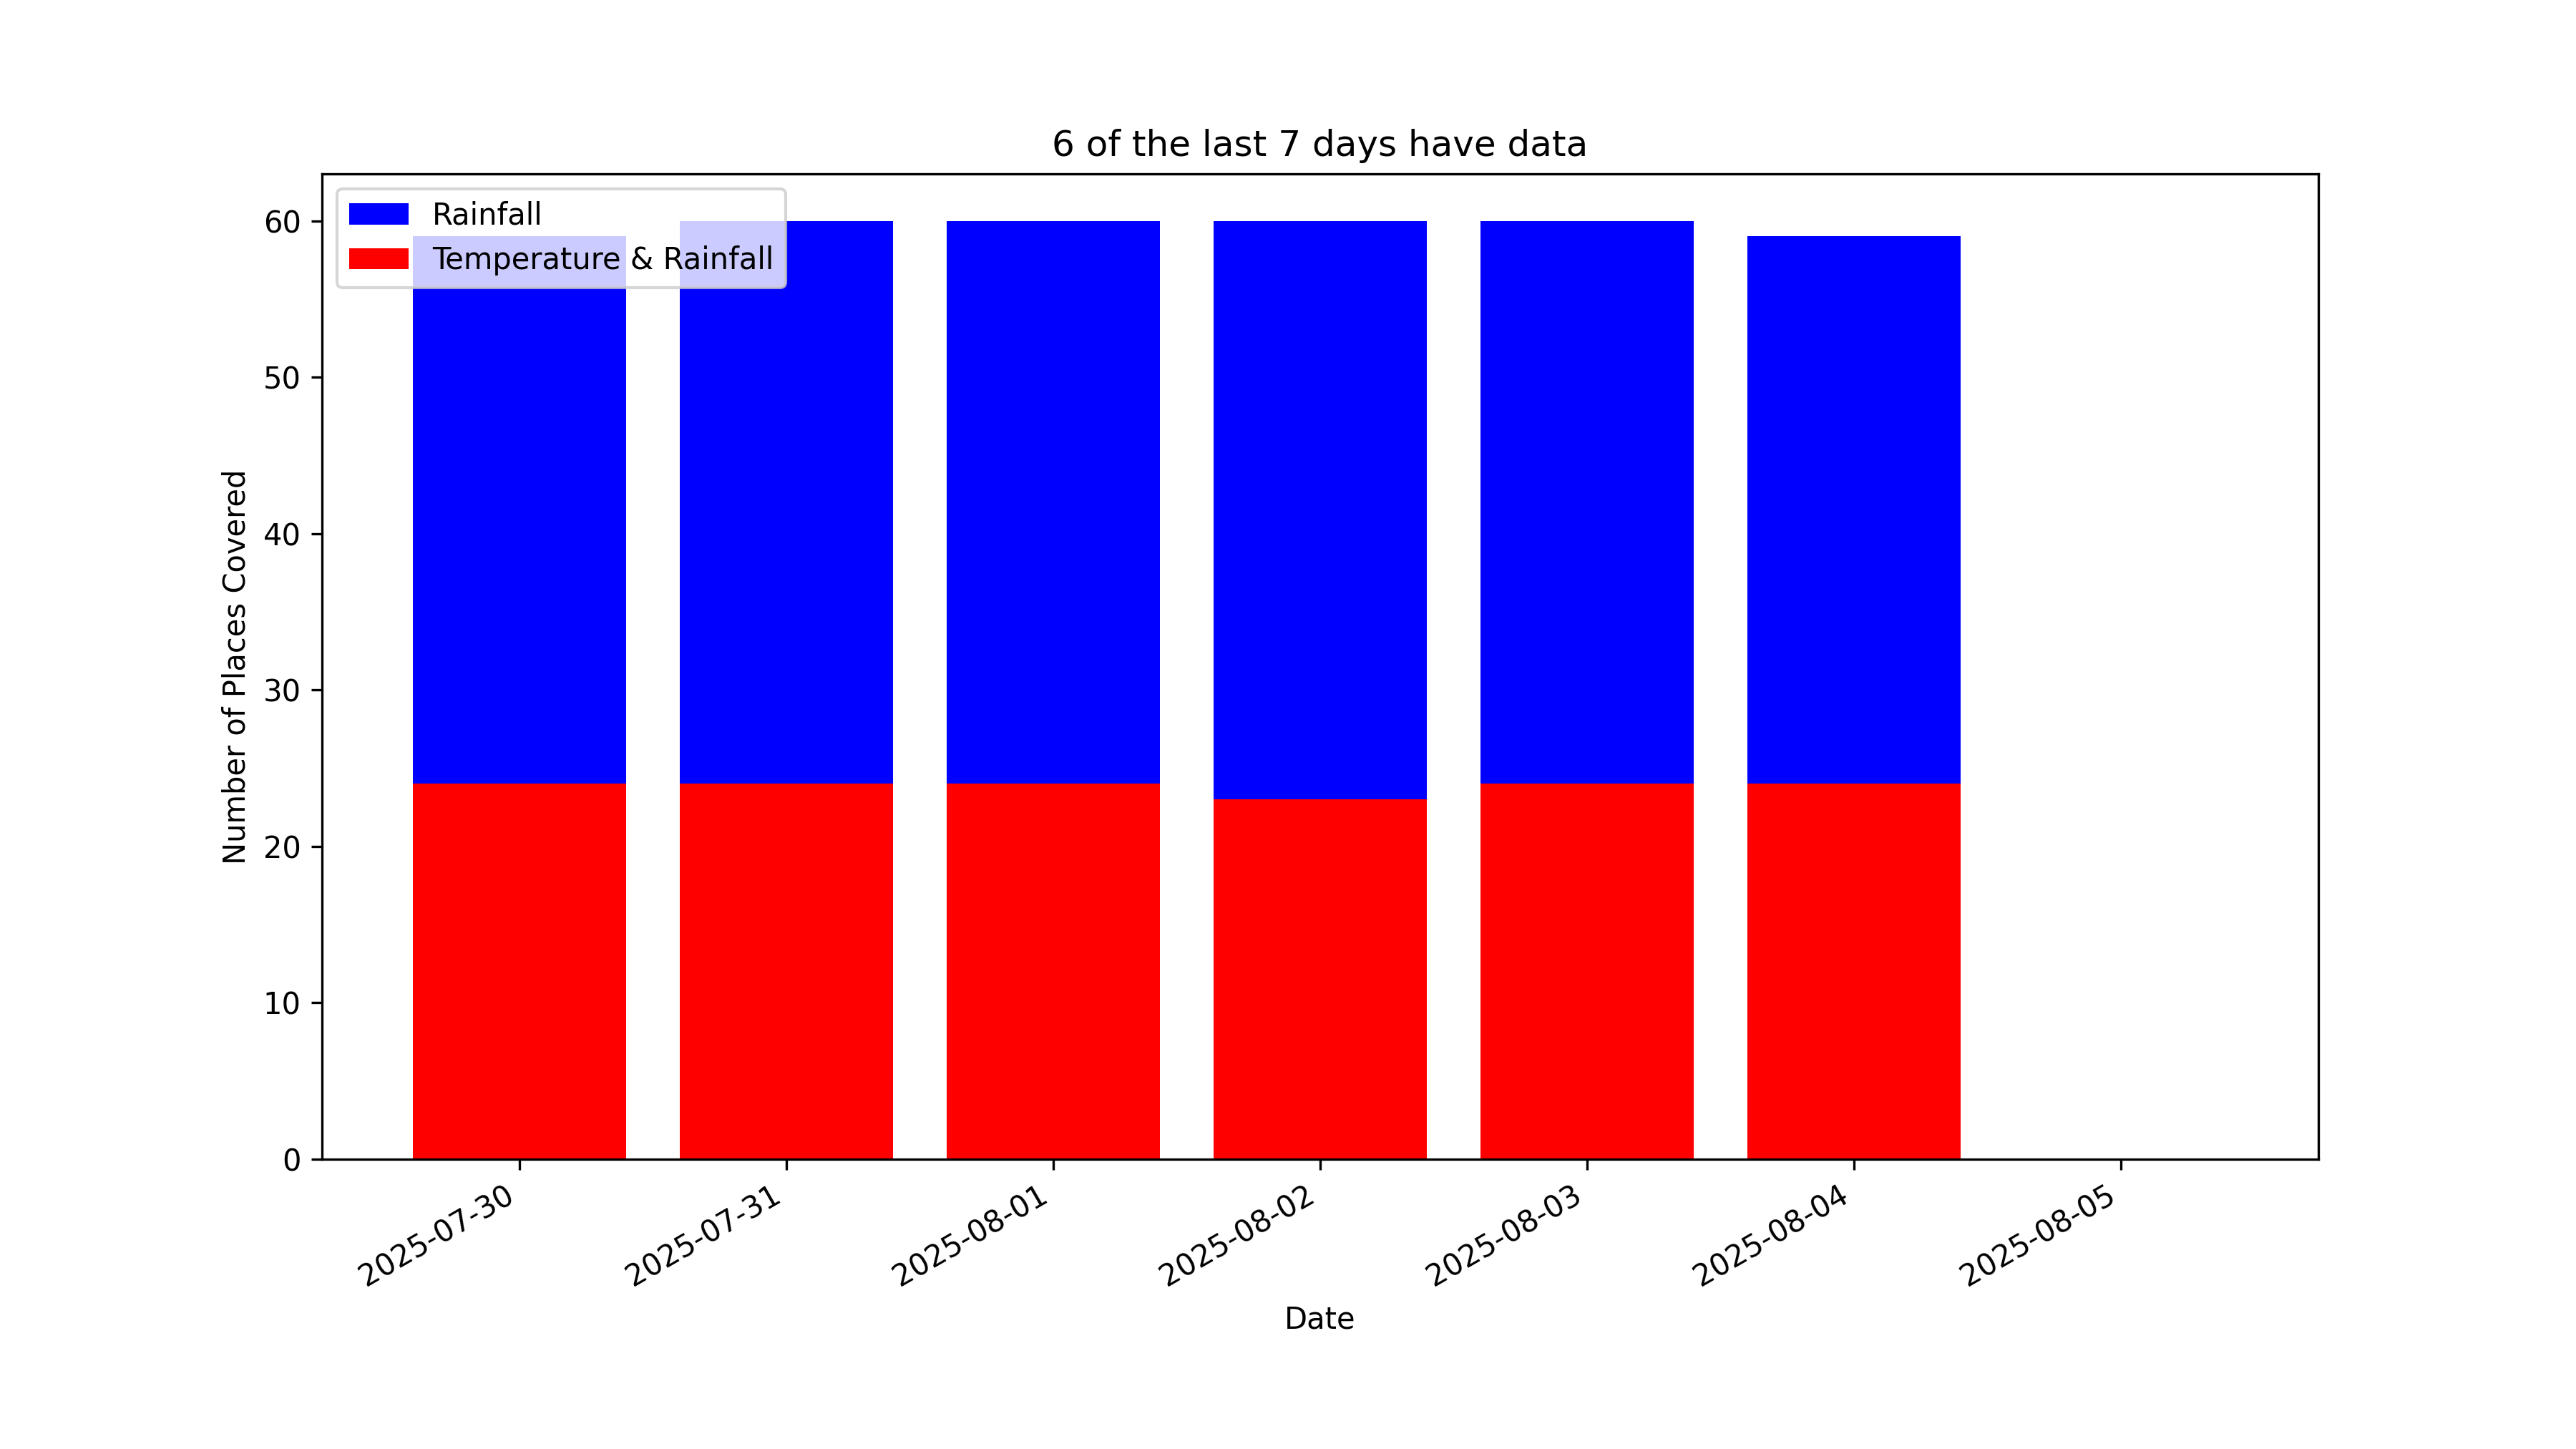 6 of the last 7 days have data
Rainfall
Temperature & Rainfall
Number of Places Covered
60
50
40
30
20
10
0
2025-07-30
2025-07-31
2025-08-01
2025-08-02
2025-08-03
2025-08-04
2025-08-05
Date